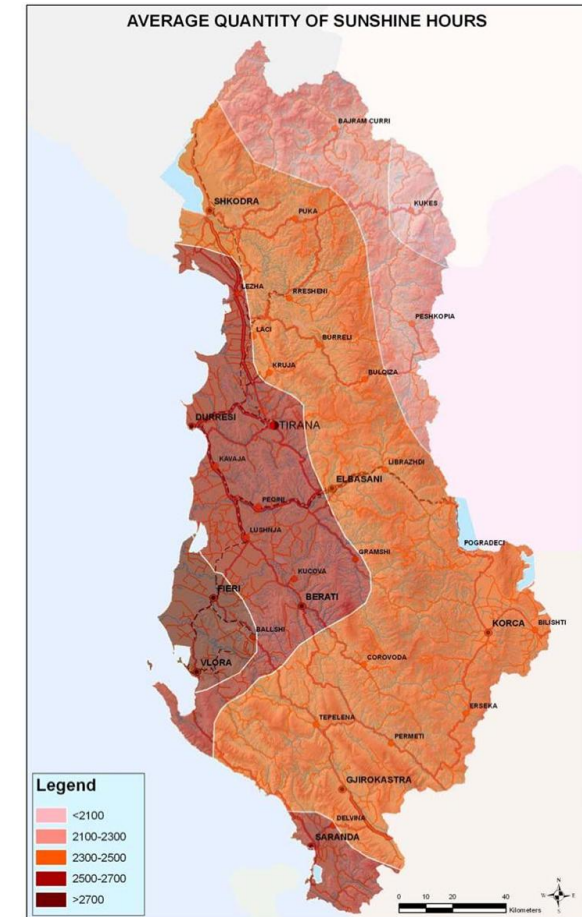 AVERAGE QUANTITY OF SUNSHINE HOURS
BAJRAM CURRI
KUKES
SHKODRA
PUKA
LEZHA
RRESHENI
PESHKOPIA
LACI
BURRELI
KRUJA
BULQIZA
DURRESI
TIRANA
KAVAJA
LIBRAZHDI
ELBASANI
PEQINI
LUSHNJA
POGRADECI
GRAMSHI
KUCOVA
FIERI
BERATI
KORCA
BILISHTI
BALLSHI
VLORA
COROVODA
TEPELENA
ERSEKA
PERMETI
GJIROKASTRA
DELVINA
SARANDA
Legend
<2100
2100-2300
2300-2500
2500-2700
>2700
N
W E
S
0 10 20 40
Kilometers